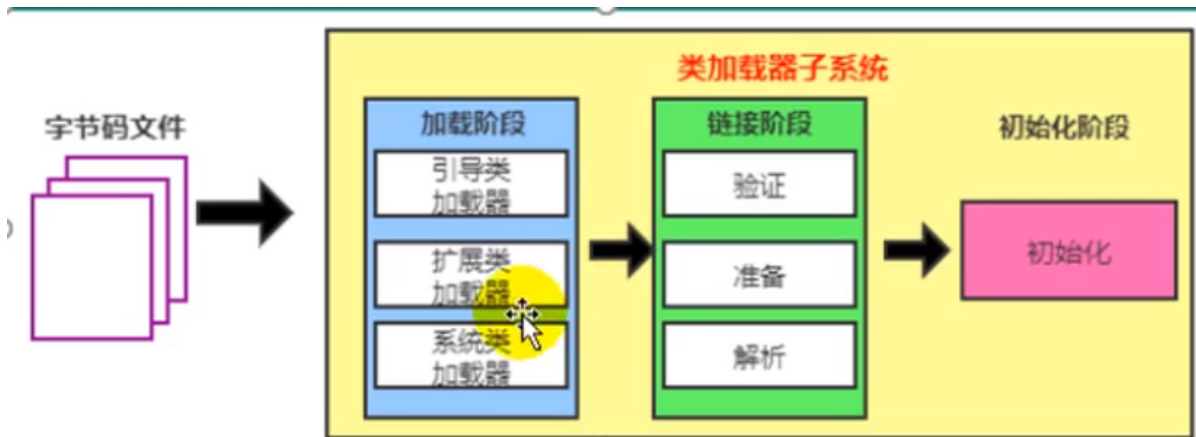 类加载器子系统
字节码文件
加载阶段
引导类
加载器
扩展类
加载器
系统类
加载器
链接阶段
验证
准备
解析
初始化阶段
初始化